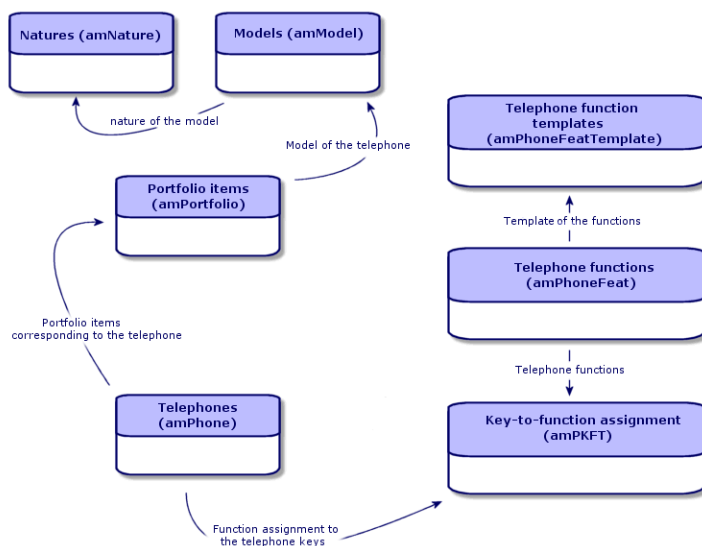 Natures (amNature)
Models (amModel)
nature of the model
Model of the telephone
Telephone function
templates
(amPhoneFeatTemplate)
Portfolio items
(amPortfolio)
Template of the functions
Telephone functions
(amPhoneFeat)
Portfolio items
corresponding to the telephone
Telephone functions
Telephones
(amPhone)
Key-to-function assignment
(amPKFT)
Function assignment to
the telephone keys